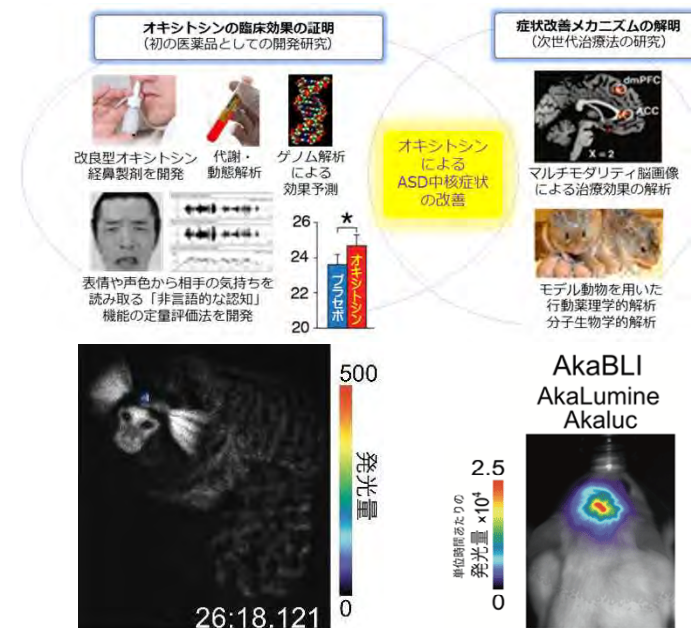 オキシトシンの臨床効果の証明
（初の医薬品としての開発研究）
改良型オキシトシン
経鼻製剤を開発
代謝・
動態解析
ゲノム解析
による
効果予測
表情や声色から相手の気持ちを
読み取る「非言語的な認知」
機能の定量評価法を開発
26
24
22
20
*
プラセボ
オキシトシン
オキシトシン
による
ASD中核症状
の改善
症状改善メカニズムの解明
（次世代治療法の研究）
dmPFC
ACC
X = 2
マルチモダリティ脳画像
による治療効果の解析
モデル動物を用いた
行動薬理学的解析
分子生物学的解析
500
発光量
0
26:18.121
AkaBLI
AkaLumine
Akaluc
2.5
単位時間あたりの
発光量 ×10⁴
0